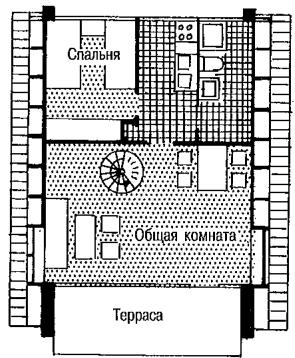 Спальня
Общая комната
Терраса